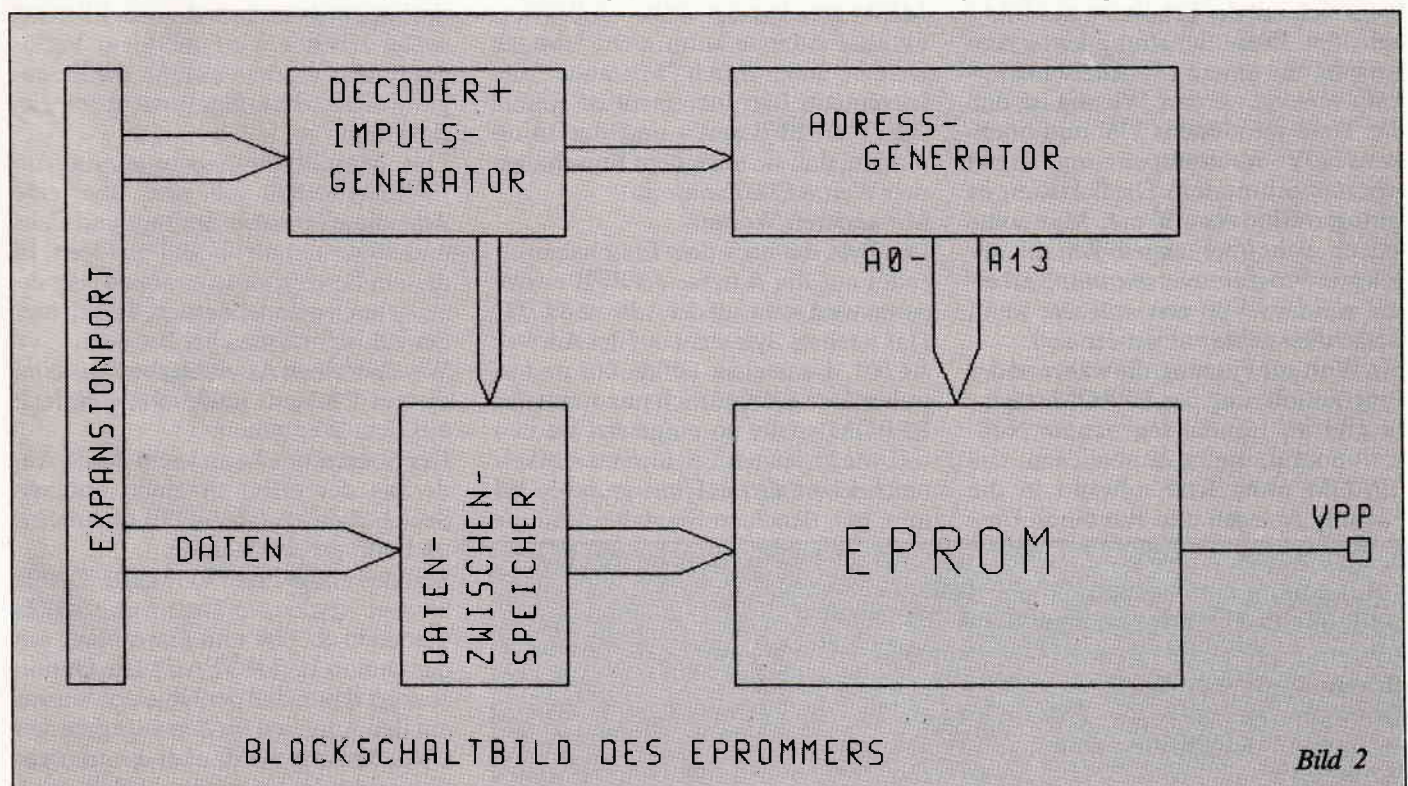 EXPANSIONPORT
DECODER+
IMPULS-
GENERATOR
ADRESS-
GENERATOR
A0-
A13
DATEN
DATEN-
ZWISCHEN-
SPEICHER
EPROM
VPP
BLOCKSCHALTBILD DES EPROMMERS
Bild 2